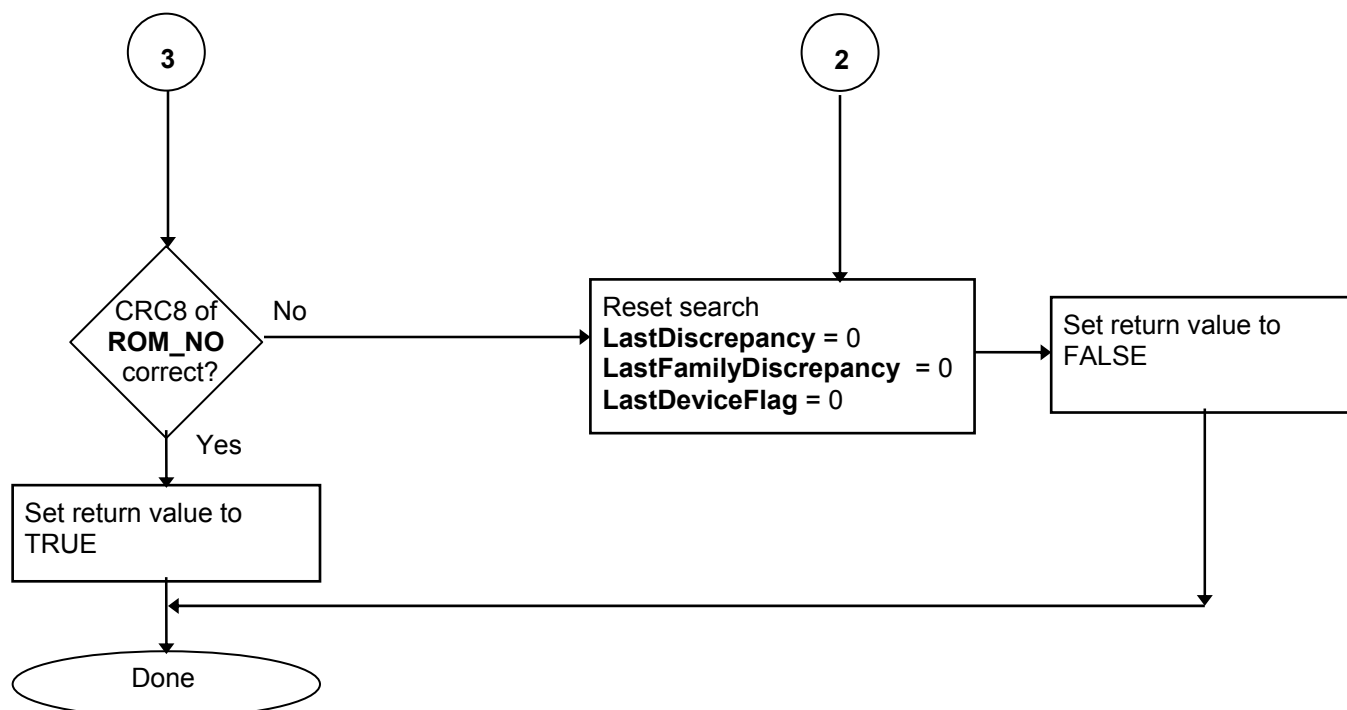 3
2
CRC8 of
ROM_NO
correct?
No
Yes
Reset search
LastDiscrepancy = 0
LastFamilyDiscrepancy = 0
LastDeviceFlag = 0
Set return value to
FALSE
Set return value to
TRUE
Done